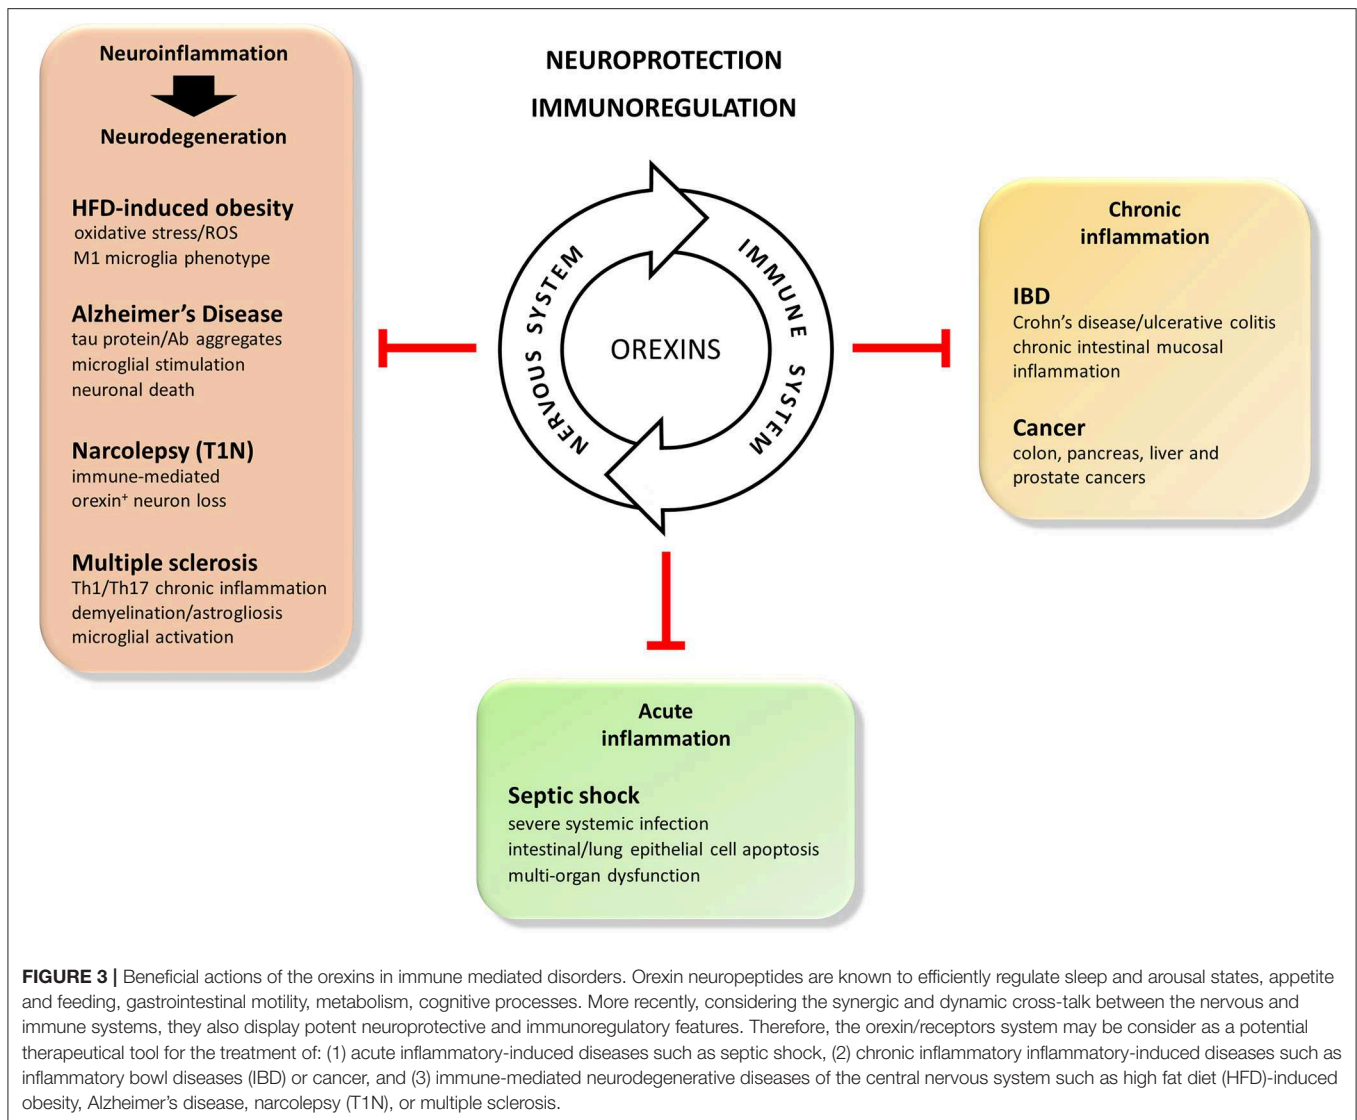 Neuroinflammation
Neurodegeneration
HFD-induced obesity
oxidative stress/ROS
M1 microglia phenotype
Alzheimer's Disease
tau protein/Ab aggregates
microglial stimulation
neuronal death
Narcolepsy (T1N)
immune-mediated
orexin⁺ neuron loss
Multiple sclerosis
Th1/Th17 chronic inflammation
demyelination/astrogliosis
microglial activation
NEUROPROTECTION
IMMUNOREGULATION
NERVOUS SYSTEM
IMMUNE SYSTEM
OREXINS
Chronic
inflammation
IBD
Crohn's disease/ulcerative colitis
chronic intestinal mucosal
inflammation
Cancer
colon, pancreas, liver and
prostate cancers
Acute
inflammation
Septic shock
severe systemic infection
intestinal/lung epithelial cell apoptosis
multi-organ dysfunction
FIGURE 3 | Beneficial actions of the orexins in immune mediated disorders. Orexin neuropeptides are known to efficiently regulate sleep and arousal states, appetite
and feeding, gastrointestinal motility, metabolism, cognitive processes. More recently, considering the synergic and dynamic cross-talk between the nervous and
immune systems, they also display potent neuroprotective and immunoregulatory features. Therefore, the orexin/receptors system may be consider as a potential
therapeutical tool for the treatment of: (1) acute inflammatory-induced diseases such as septic shock, (2) chronic inflammatory inflammatory-induced diseases such as
inflammatory bowl diseases (IBD) or cancer, and (3) immune-mediated neurodegenerative diseases of the central nervous system such as high fat diet (HFD)-induced
obesity, Alzheimer's disease, narcolepsy (T1N), or multiple sclerosis.